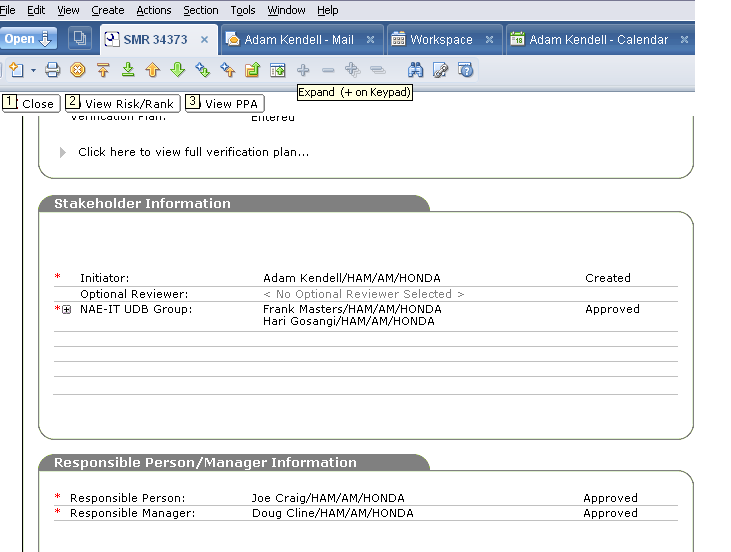 File Edit View Create Actions Section Tools Window Help
Open SMR 34373 Adam Kendell - Mail Workspace Adam Kendell - Calendar
Expand (+ on Keypad)
1 Close 2 View Risk/Rank 3 View PPA
Verification Plan: Entered
Click here to view full verification plan...
Stakeholder Information
* Initiator: Adam Kendell/HAM/AM/HONDA Created
Optional Reviewer: < No Optional Reviewer Selected >
* NAE-IT UDB Group: Frank Masters/HAM/AM/HONDA Approved
Hari Gosangi/HAM/AM/HONDA
Responsible Person/Manager Information
* Responsible Person: Joe Craig/HAM/AM/HONDA Approved
* Responsible Manager: Doug Cline/HAM/AM/HONDA Approved